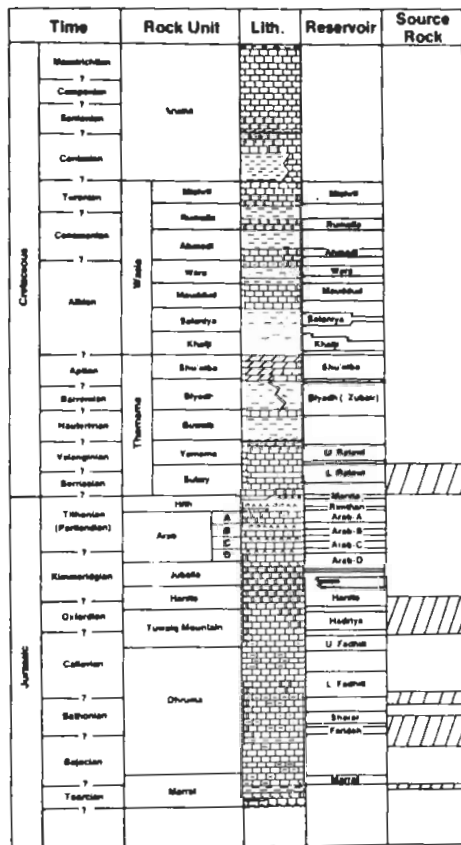 Time Rock Unit Lith. Reservoir Source Rock
Cretaceous
Maastrichtian
?
Campanian
?
Santonian
?
Coniacian
?
Turonian
?
Cenomanian
?
Albian
?
Aptian
?
Barremian
?
Hauterivian
?
Valanginian
?
Berriasian
?
Jurassic
Tithonian
(Portlandian)
?
Kimmeridgian
?
Oxfordian
?
Callovian
?
Bathonian
?
Bajocian
?
Toarcian
?
Aruma
Wasia
Mishrif
Rumaila
Ahmadi
Wara
Mauddud
Safaniya
Khafji
Thamama
Shu'aiba
Biyadh
Buwaib
Yamama
Sulaiy
Hith
Arab
A
B
C
D
Jubaila
Hanifa
Tuwaiq Mountain
Dhruma
Marrat
Mishrif
Rumaila
Ahmadi
Wara
Mauddud
Safaniya
Khafji
Shu'aiba
Biyadh ( Zubair)
U. Ratawi
L. Ratawi
Manifa
Rimthan
Arab-A
Arab-B
Arab-C
Arab-D
Hanifa
Hadriya
U. Fadhili
L. Fadhili
Sharar
Faridah
Marrat